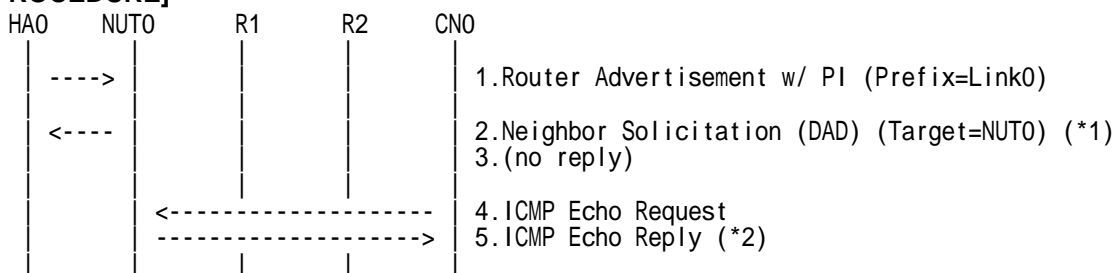 ROCEDURE]
HA0 NUT0 R1 R2 CN0
----> 1.Router Advertisement w/ PI (Prefix=Link0)
<---- 2.Neighbor Solicitation (DAD) (Target=NUT0) (*1)
3.(no reply)
<-------------------- 4.ICMP Echo Request
--------------------> 5.ICMP Echo Reply (*2)